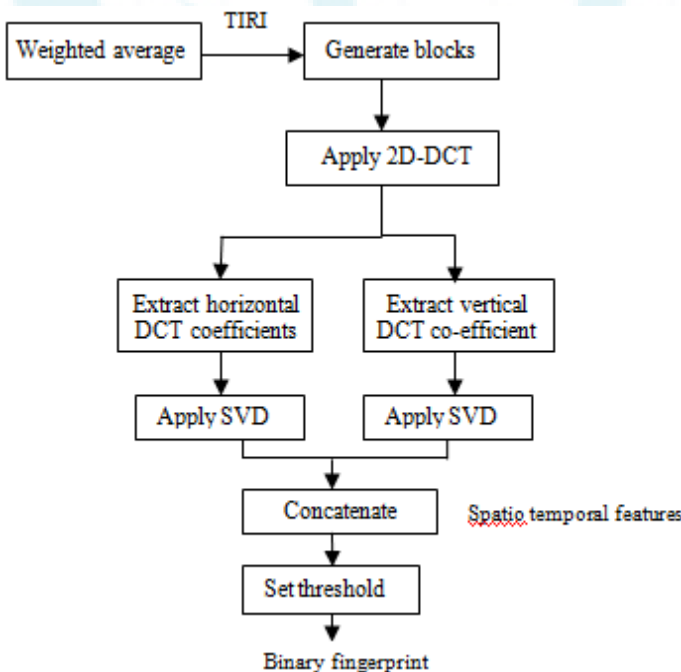 TIRI
Weighted average
Generate blocks
Apply 2D-DCT
Extract horizontal
DCT coefficients
Extract vertical
DCT co-efficient
Apply SVD
Apply SVD
Concatenate
Spatio temporal features
Set threshold
Binary fingerprint